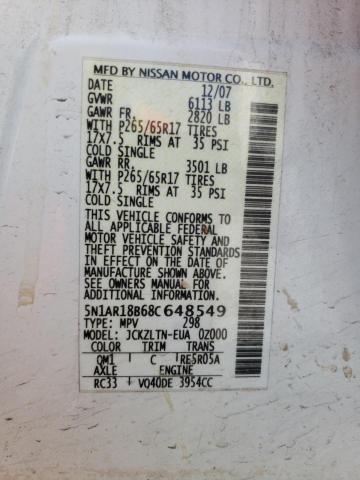 MFD BY NISSAN MOTOR CO., LTD.
DATE 12/07
GVWR 6113 LB
GAWR FR. 2820 LB
WITH P265/65R17 TIRES
17X7.5 RIMS AT 35 PSI
COLD SINGLE
GAWR RR. 3501 LB
WITH P265/65R17 TIRES
17X7.5 RIMS AT 35 PSI
COLD SINGLE
THIS VEHICLE CONFORMS TO
ALL APPLICABLE FEDERAL
MOTOR VEHICLE SAFETY AND
THEFT PREVENTION STANDARDS
IN EFFECT ON THE DATE OF
MANUFACTURE SHOWN ABOVE.
SEE OWNERS MANUAL
AS TO LOADING.
5N1AR18B68C648549
TYPE: MPV 298
MODEL: JCKZLTN-EUA 0Z000
COLOR TRIM TRANS
QM1 C RE5R05A
AXLE ENGINE
RC33 VQ40DE 3954CC